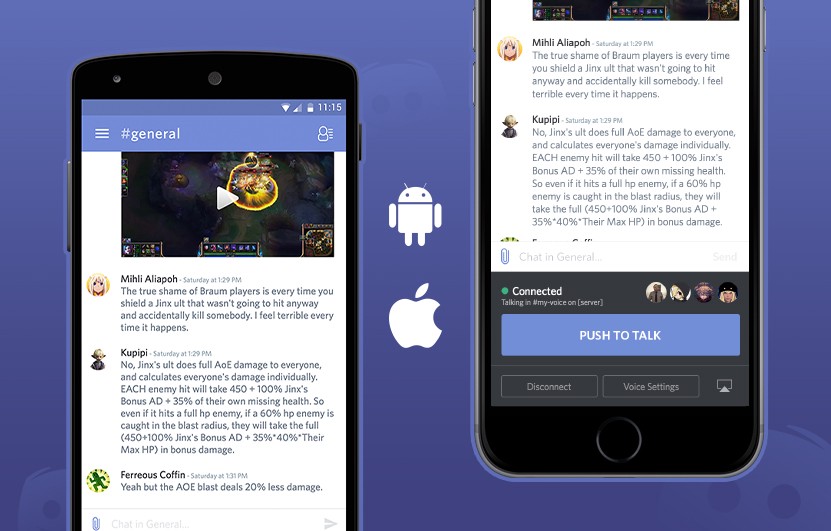 11:15
#general
Mihli Aliapoh - Saturday at 1:29 PM
The true shame of Braum players is every time you
shield a Jinx ult that wasn't going to hit anyway
and accidentally kill somebody. I feel terrible every
time it happens.
Kupipi - Saturday at 1:29 PM
No, Jinx's ult does full AoE damage to everyone,
and calculates everyone's damage individually.
EACH enemy hit will take 450 + 100% Jinx's
Bonus AD + 35% of their own missing health. So
even if it hits a full hp enemy, if a 60% hp enemy is
caught in the blast radius, they will take the full
(450+100% Jinx's Bonus AD + 35%*40%*Their
Max HP) in bonus damage.
Ferreous Coffin - Saturday at 1:31 PM
Yeah but the AOE blast deals 20% less damage.
Chat in General...
Mihli Aliapoh - Saturday at 1:29 PM
The true shame of Braum players is every time
you shield a Jinx ult that wasn't going to hit
anyway and accidentally kill somebody. I feel
terrible every time it happens.
Kupipi - Saturday at 1:29 PM
No, Jinx's ult does full AoE damage to everyone,
and calculates everyone's damage individually.
EACH enemy hit will take 450 + 100% Jinx's
Bonus AD + 35% of their own missing health.
So even if it hits a full hp enemy, if a 60% hp
enemy is caught in the blast radius, they will
take the full (450+100% Jinx's Bonus AD +
35%*40%*Their Max HP) in bonus damage.
Chat in General...
Send
Connected
Talking in #my-voice on [server]
PUSH TO TALK
Disconnect
Voice Settings